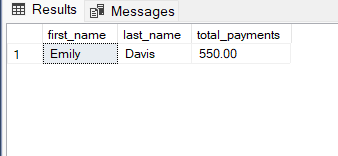 Results Messages
first_name last_name total_payments
1 Emily Davis 550.00